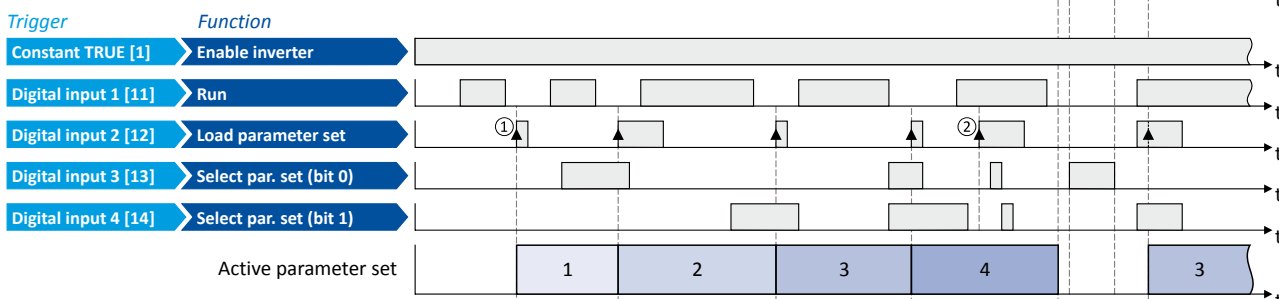 t
Trigger Function
Constant TRUE [1] Enable inverter
t
Digital input 1 [11] Run
t
Digital input 2 [12] Load parameter set ① ②
t
Digital input 3 [13] Select par. set (bit 0)
t
Digital input 4 [14] Select par. set (bit 1)
t
Active parameter set 1 2 3 4 3
t